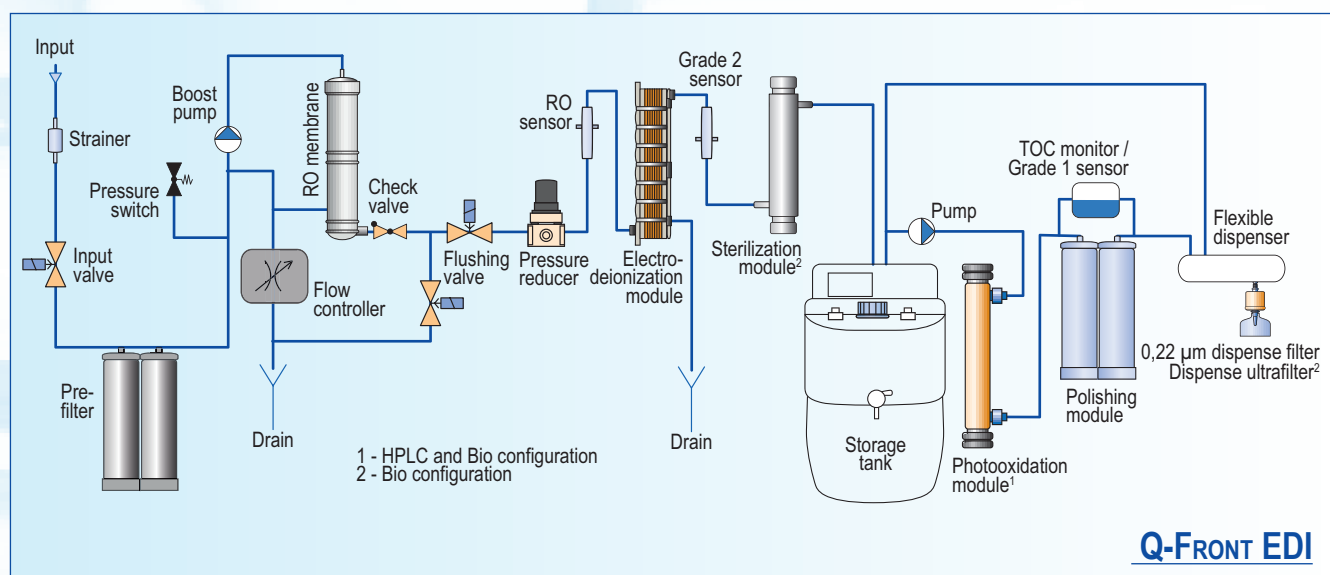 Input
Strainer
Pressure
switch
Input
valve
Pre-
filter
Boost
pump
RO membrane
Check
valve
Flow
controller
Drain
Flushing
valve
Pressure
reducer
RO
sensor
Electro-
deionization
module
Drain
Grade 2
sensor
Sterilization
module²
1 - HPLC and Bio configuration
2 - Bio configuration
Pump
Storage
tank
Photooxidation
module¹
TOC monitor /
Grade 1 sensor
Polishing
module
Flexible
dispenser
0,22 µm dispense filter
Dispense ultrafilter²
Q-FRONT EDI